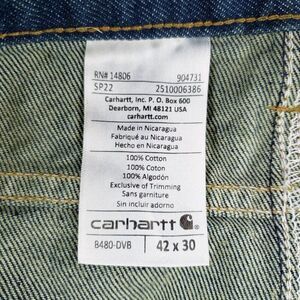 RN# 14806 904731
SP22 2510006386
Carhartt, Inc. P.O. Box 600
Dearborn, MI 48121 USA
carhartt.com
Made in Nicaragua
Fabriqué au Nicaragua
Hecho en Nicaragua
100% Cotton
100% Coton
100% Algodón
Exclusive of Trimming
Sans garniture
Sin incluir adorno
carhartt
B480-DVB 42 x 30